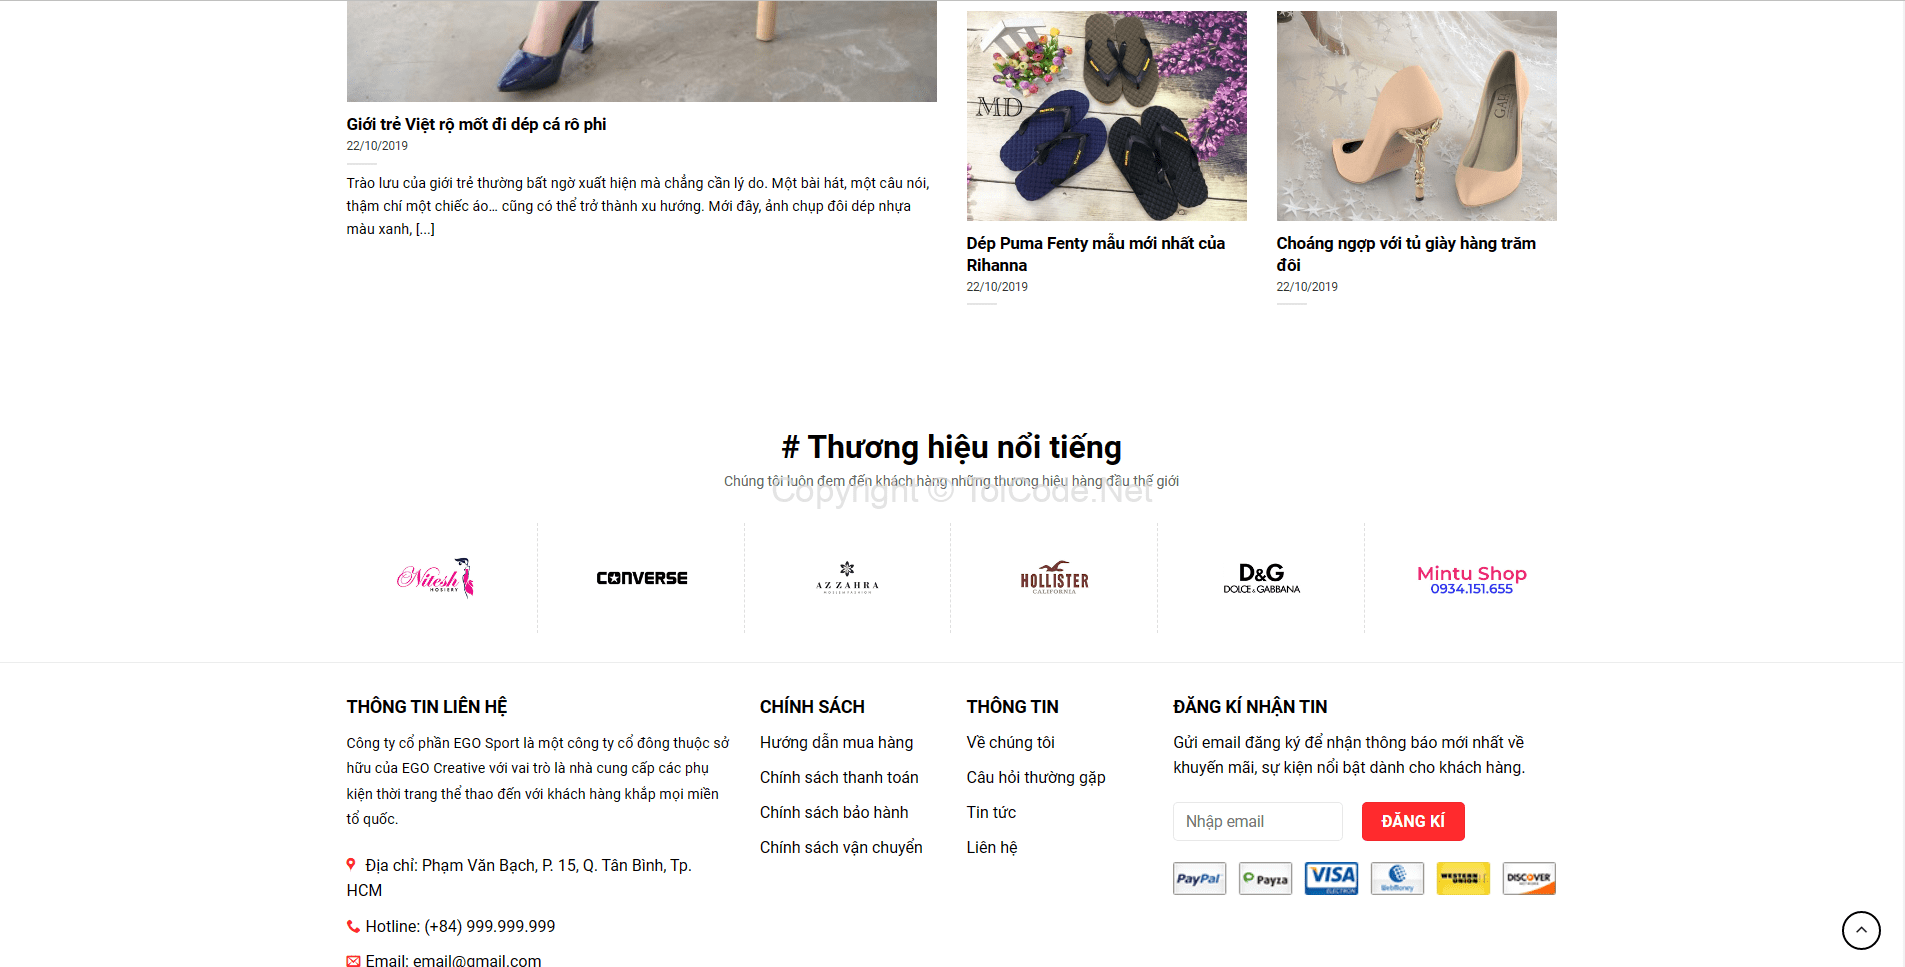 Giới trẻ Việt rộ mốt đi dép cá rô phi
22/10/2019
Trào lưu của giới trẻ thường bất ngờ xuất hiện mà chẳng cần lý do. Một bài hát, một câu nói,
thậm chí một chiếc áo… cũng có thể trở thành xu hướng. Mới đây, ảnh chụp đôi dép nhựa
màu xanh, [...]
MD
Dép Puma Fenty mẫu mới nhất của
Rihanna
22/10/2019
Choáng ngợp với tủ giày hàng trăm
đôi
22/10/2019
# Thương hiệu nổi tiếng
Chúng tôi luôn đem đến khách hàng những thương hiệu hàng đầu thế giới
Copyright © ToiCode.Net
Nitesh
HOSIERY
CONVERSE
AZZAHRA
MOSLEM FASHION
HOLLISTER
CALIFORNIA
D&G
DOLCE & GABBANA
Mintu Shop
0934.151.655
THÔNG TIN LIÊN HỆ
Công ty cổ phần EGO Sport là một công ty cổ đông thuộc sở
hữu của EGO Creative với vai trò là nhà cung cấp các phụ
kiện thời trang thể thao đến với khách hàng khắp mọi miền
tổ quốc.
Địa chỉ: Phạm Văn Bạch, P. 15, Q. Tân Bình, Tp.
HCM
Hotline: (+84) 999.999.999
Email: email@gmail.com
CHÍNH SÁCH
Hướng dẫn mua hàng
Chính sách thanh toán
Chính sách bảo hành
Chính sách vận chuyển
THÔNG TIN
Về chúng tôi
Câu hỏi thường gặp
Tin tức
Liên hệ
ĐĂNG KÍ NHẬN TIN
Gửi email đăng ký để nhận thông báo mới nhất về
khuyến mãi, sự kiện nổi bật dành cho khách hàng.
Nhập email
ĐĂNG KÍ
PayPal
Payza
VISA
ELECTRON
WebMoney
WESTERN
UNION
DISCOVER
NETWORK